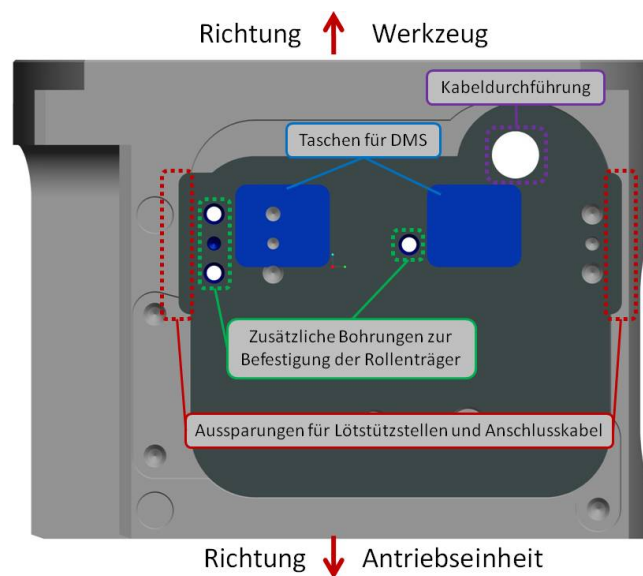 Richtung Werkzeug
Kabeldurchführung
Taschen für DMS
Zusätzliche Bohrungen zur
Befestigung der Rollenträger
Aussparungen für Lötstützstellen und Anschlusskabel
Richtung Antriebseinheit